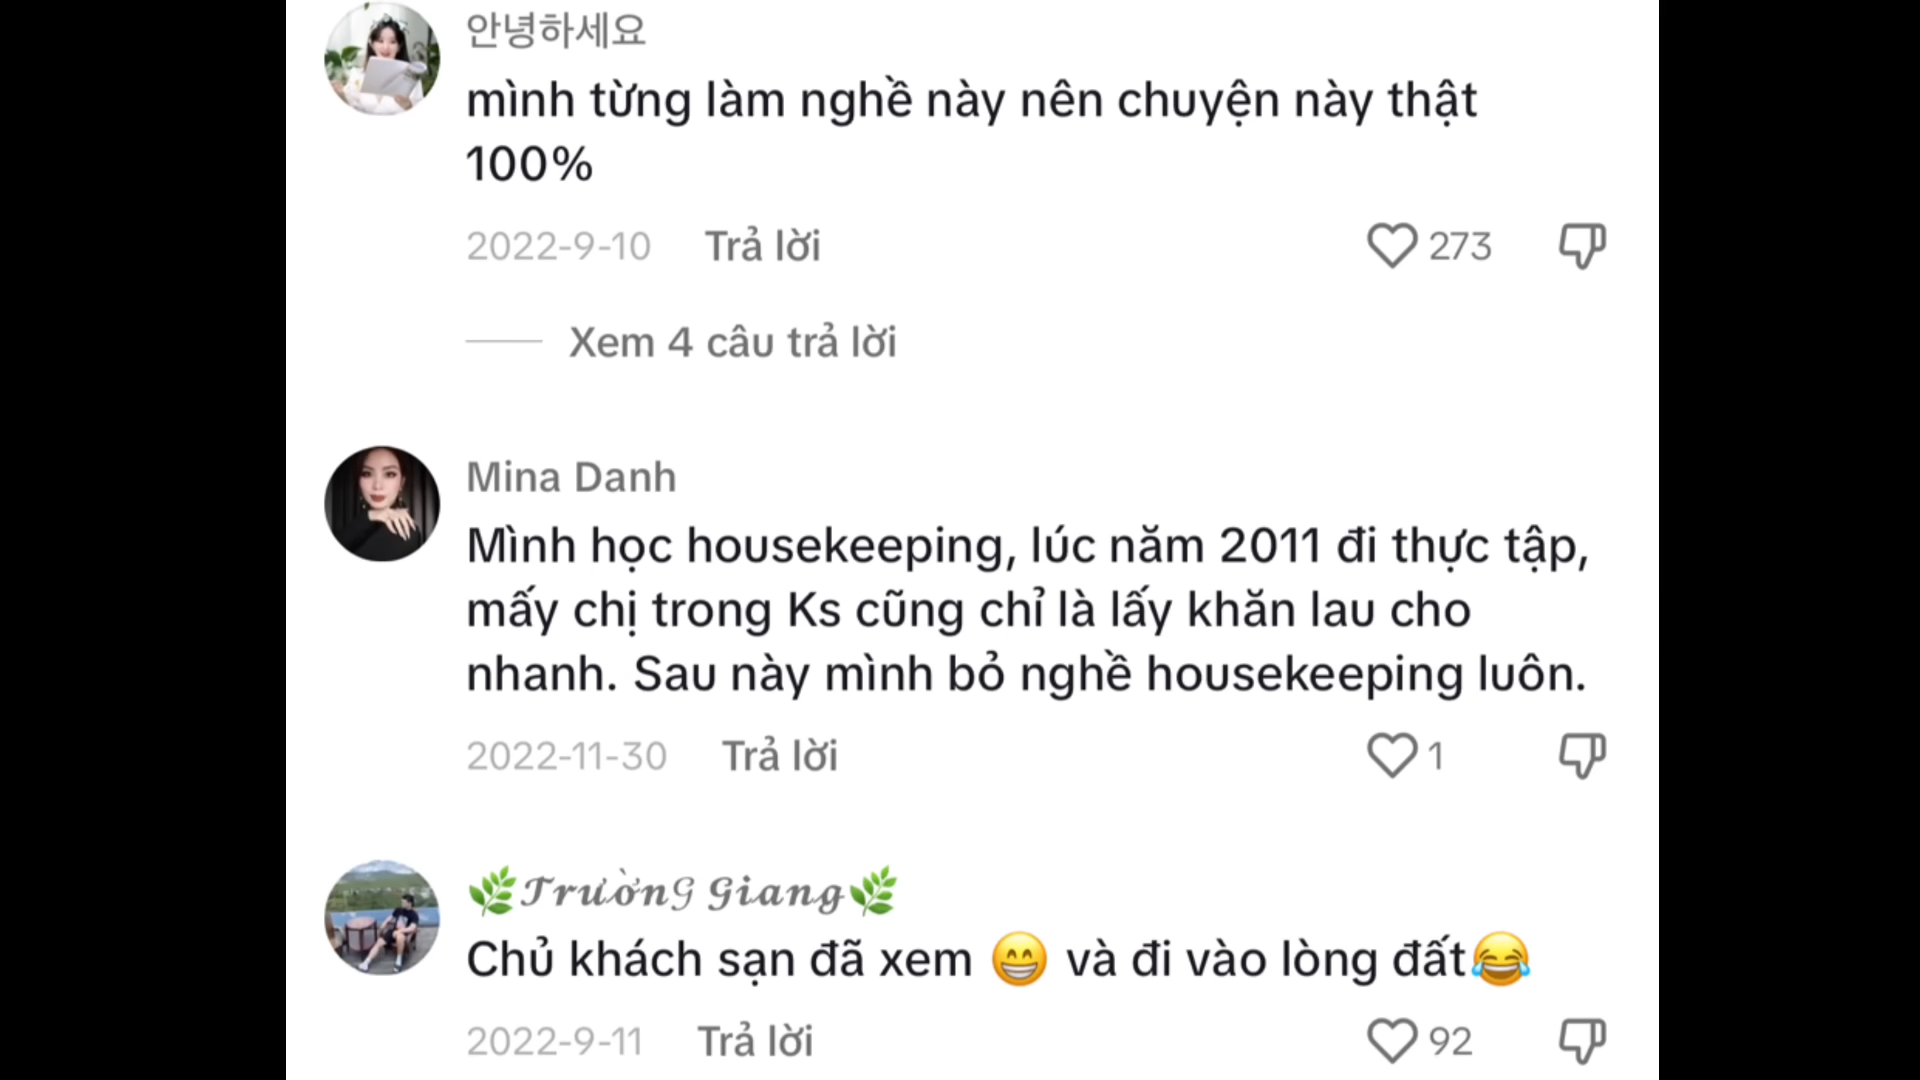 안녕하세요
mình từng làm nghề này nên chuyện này thật
100%
2022-9-10 Trả lời 273
Xem 4 câu trả lời
Mina Danh
Mình học housekeeping, lúc năm 2011 đi thực tập,
mấy chị trong Ks cũng chỉ là lấy khăn lau cho
nhanh. Sau này mình bỏ nghề housekeeping luôn.
2022-11-30 Trả lời 1
🌿𝓣𝓻ườ𝓷𝓖 𝓖𝓲𝓪𝓷𝓰🌿
Chủ khách sạn đã xem 😁 và đi vào lòng đất😂
2022-9-11 Trả lời 92